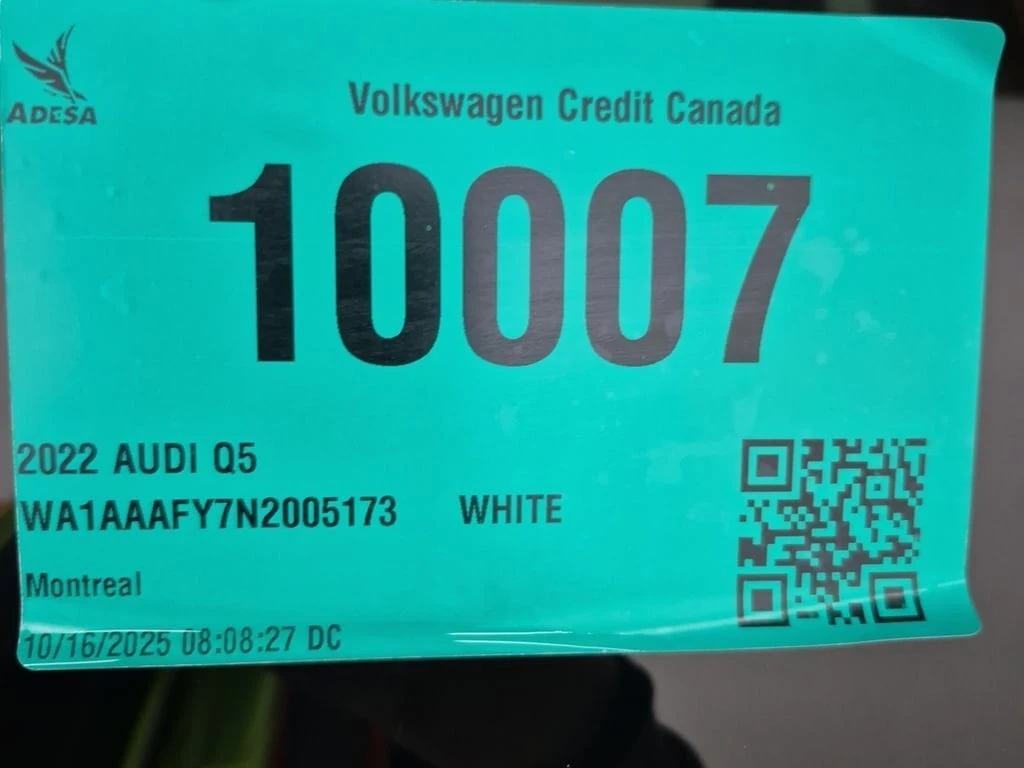 ADESA
Volkswagen Credit Canada
10007
2022 AUDI Q5
WA1AAAFY7N2005173 WHITE
Montreal
10/16/2025 08:08:27 DC